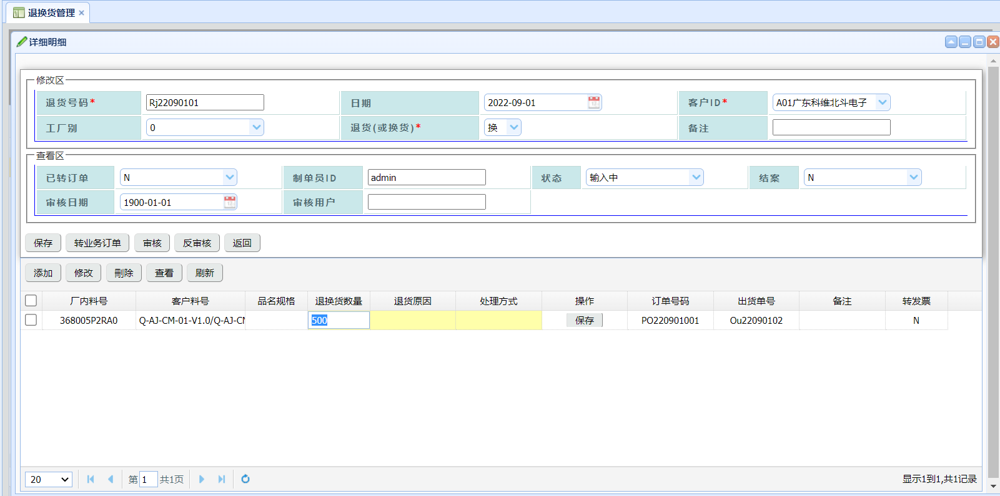 退换货管理 ×
详细明细
修改区
退货号码* Rj22090101 日期 2022-09-01 客户ID* A01广东科维北斗电子
工厂别 0 退货(或换货)* 换 备注
查看区
已转订单 N 制单员ID admin 状态 输入中 结案 N
审核日期 1900-01-01 审核用户
保存 转业务订单 审核 反审核 返回
添加 修改 刪除 查看 刷新
厂内料号 客户料号 品名规格 退换货数量 退货原因 处理方式 操作 订单号码 出货单号 备注 转发票
368005P2RA0 Q-AJ-CM-01-V1.0/Q-AJ-CM 500 保存 PO220901001 Ou22090102 N
20 第 1 共1页 显示1到1,共1记录